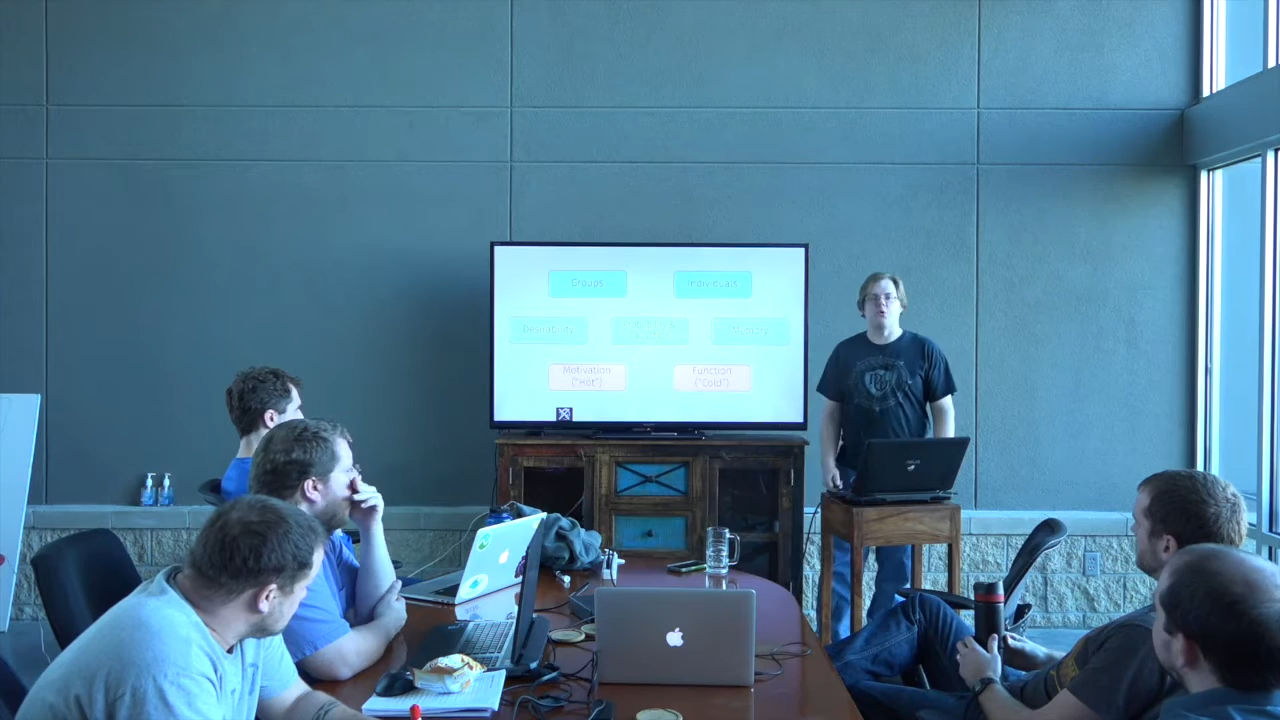 Groups
Individuals
Desirability
Memory
Motivation
("Hot")
Function
("Cold")